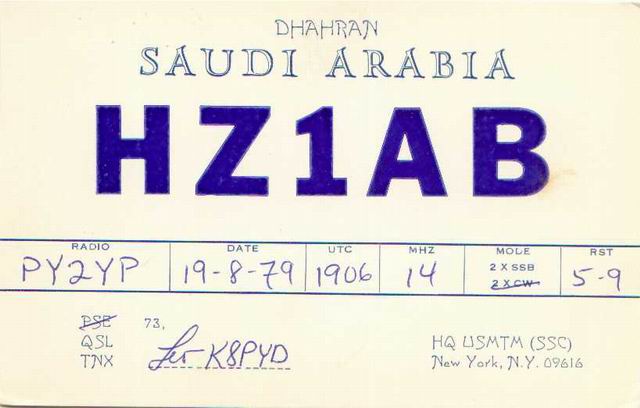 DHAHRAN
SAUDI ARABIA
HZ1AB
RADIO DATE UTC MHZ MODE RST
PY2YP 19-8-79 1906 14 2 X SSB 5-9
2 X CW
PSE 73,
QSL
TNX
K8PYD
HQ USMTM (SSC)
New York, N.Y. 09616